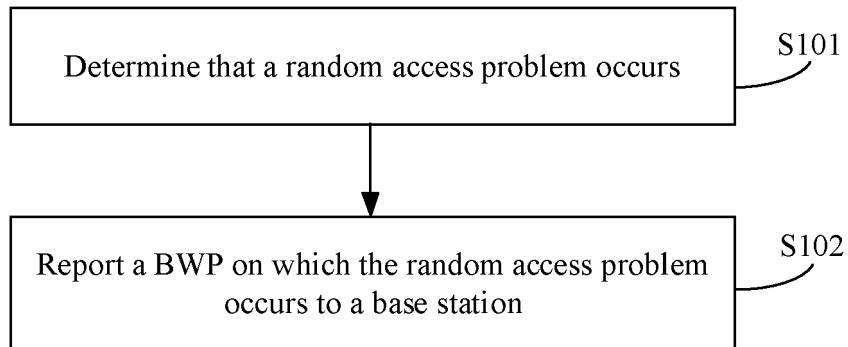 Determine that a random access problem occurs
S101
Report a BWP on which the random access problem
occurs to a base station
S102